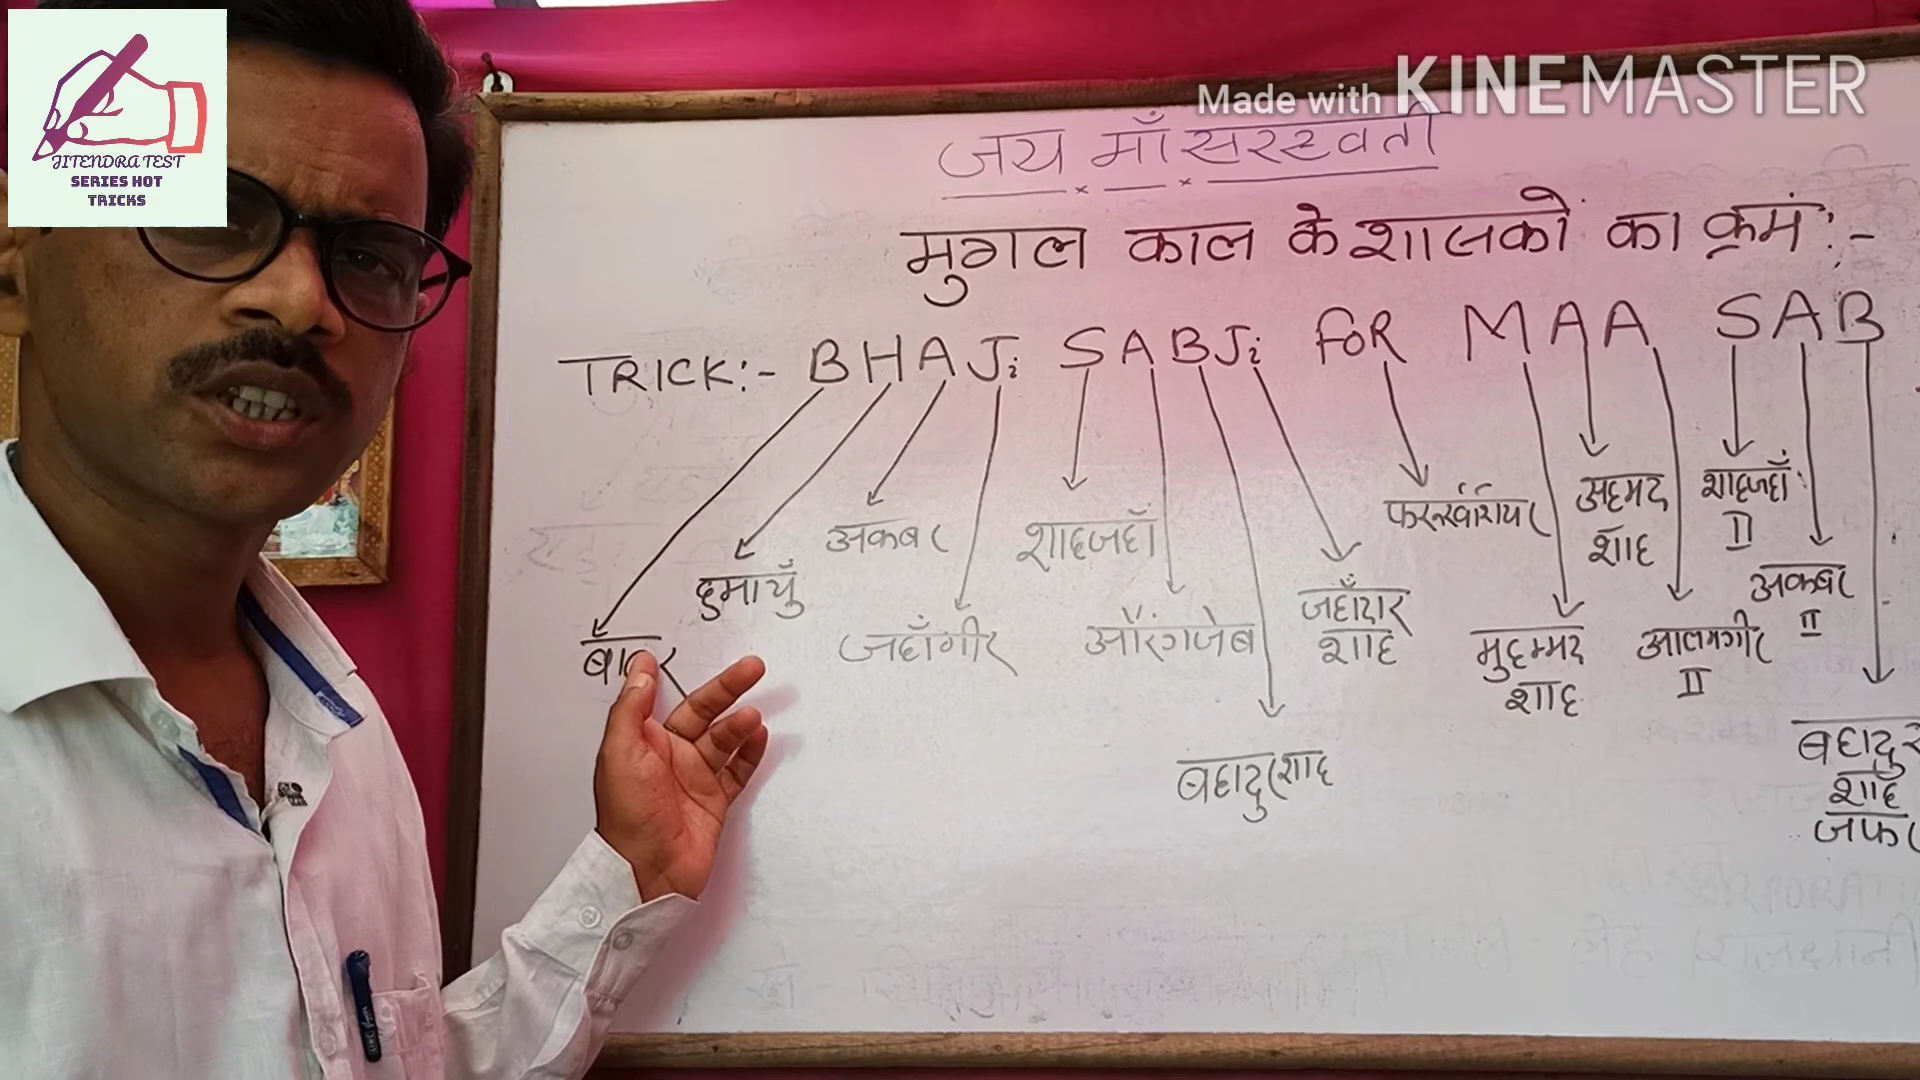 JITENDRA TEST
SERIES HOT
TRICKS
Made with KINEMASTER
जय माँ सरस्वती
मुगल काल के शासकों का क्रम :-
TRICK:- BHAJi SABJi FOR MAA SAB
बाबर
हुमायुँ
अकबर
जहाँगीर
शाहजहाँ
औरंगजेब
बहादुरशाह
जहाँदार
शाह
फर्रुखशियर
मुहम्मद
शाह
अहमद
शाह
आलमगीर
II
शाहजहाँ
II
अकबर
II
बहादुर
शाह
जफर